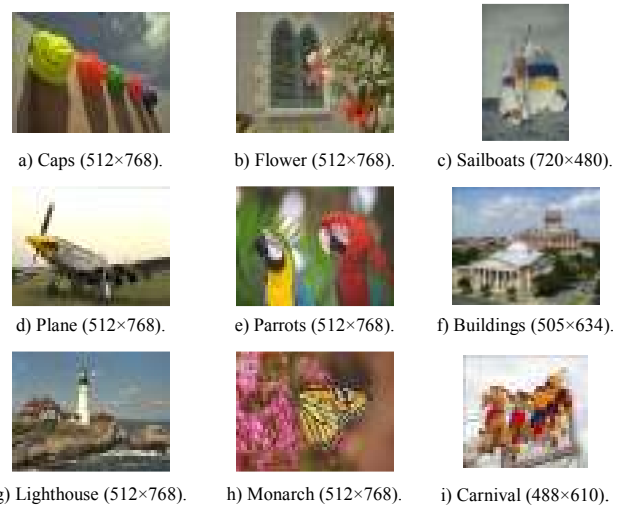 a) Caps (512×768).
b) Flower (512×768).
c) Sailboats (720×480).
d) Plane (512×768).
e) Parrots (512×768).
f) Buildings (505×634).
g) Lighthouse (512×768).
h) Monarch (512×768).
i) Carnival (488×610).